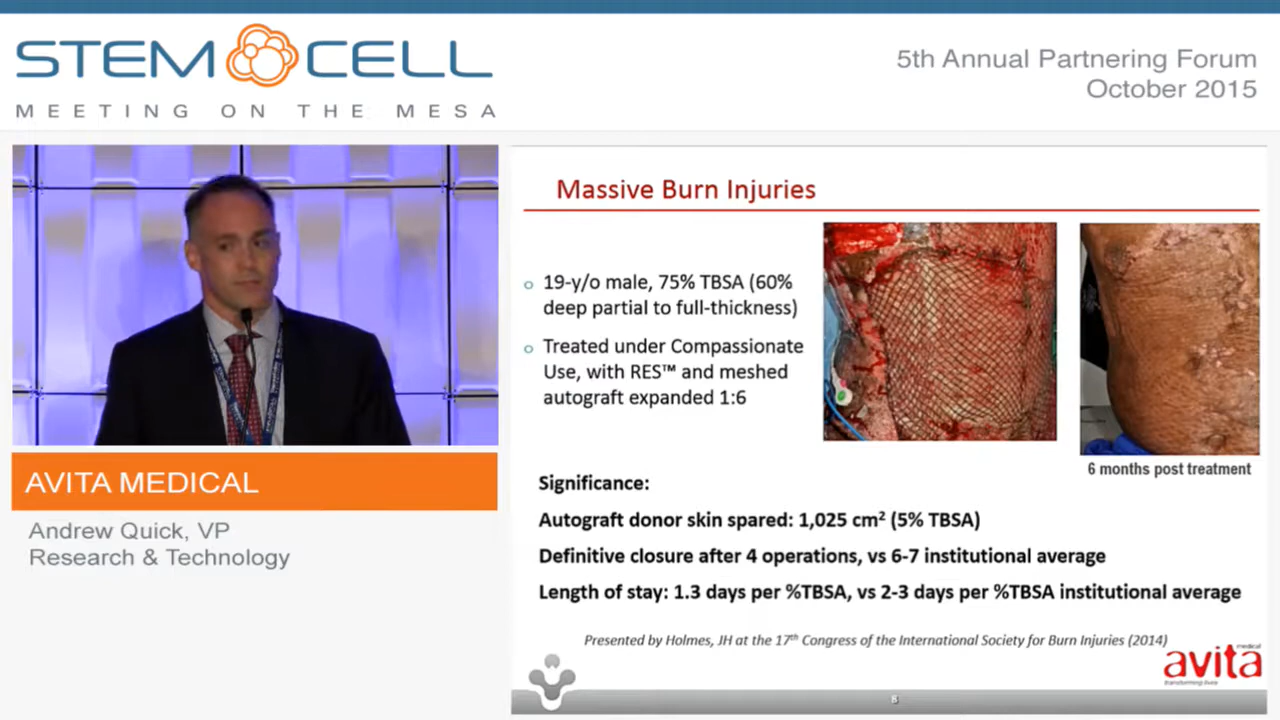 STEM CELL
MEETING ON THE MESA
5th Annual Partnering Forum
October 2015
AVITA MEDICAL
Andrew Quick, VP
Research & Technology
Massive Burn Injuries
19-y/o male, 75% TBSA (60%
deep partial to full-thickness)
Treated under Compassionate
Use, with RES™ and meshed
autograft expanded 1:6
6 months post treatment
Significance:
Autograft donor skin spared: 1,025 cm² (5% TBSA)
Definitive closure after 4 operations, vs 6-7 institutional average
Length of stay: 1.3 days per %TBSA, vs 2-3 days per %TBSA institutional average
Presented by Holmes, JH at the 17th Congress of the International Society for Burn Injuries (2014)
medical
avita
transforming lives
8